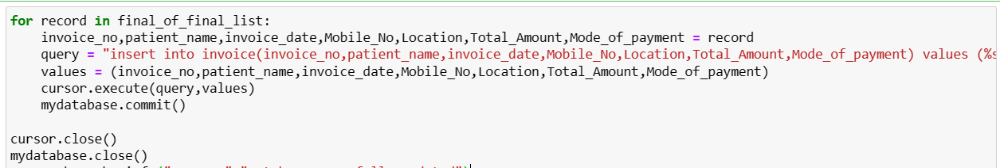 for record in final_of_final_list:
    invoice_no,patient_name,invoice_date,Mobile_No,Location,Total_Amount,Mode_of_payment = record
    query = "insert into invoice(invoice_no,patient_name,invoice_date,Mobile_No,Location,Total_Amount,Mode_of_payment) values (%s
    values = (invoice_no,patient_name,invoice_date,Mobile_No,Location,Total_Amount,Mode_of_payment)
    cursor.execute(query,values)
    mydatabase.commit()
cursor.close()
mydatabase.close()